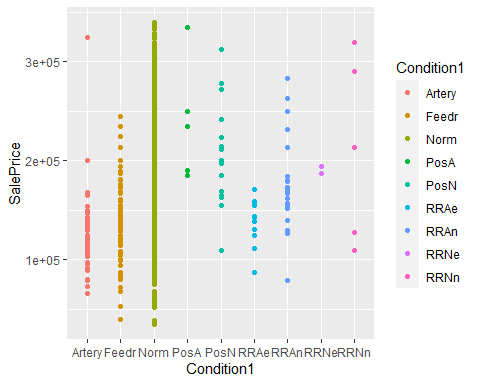 SalePrice
3e+05
2e+05
1e+05
Artery Feedr Norm PosA PosN RRAe RRAn RRNe RRNn
Condition1
Condition1
Artery
Feedr
Norm
PosA
PosN
RRAe
RRAn
RRNe
RRNn